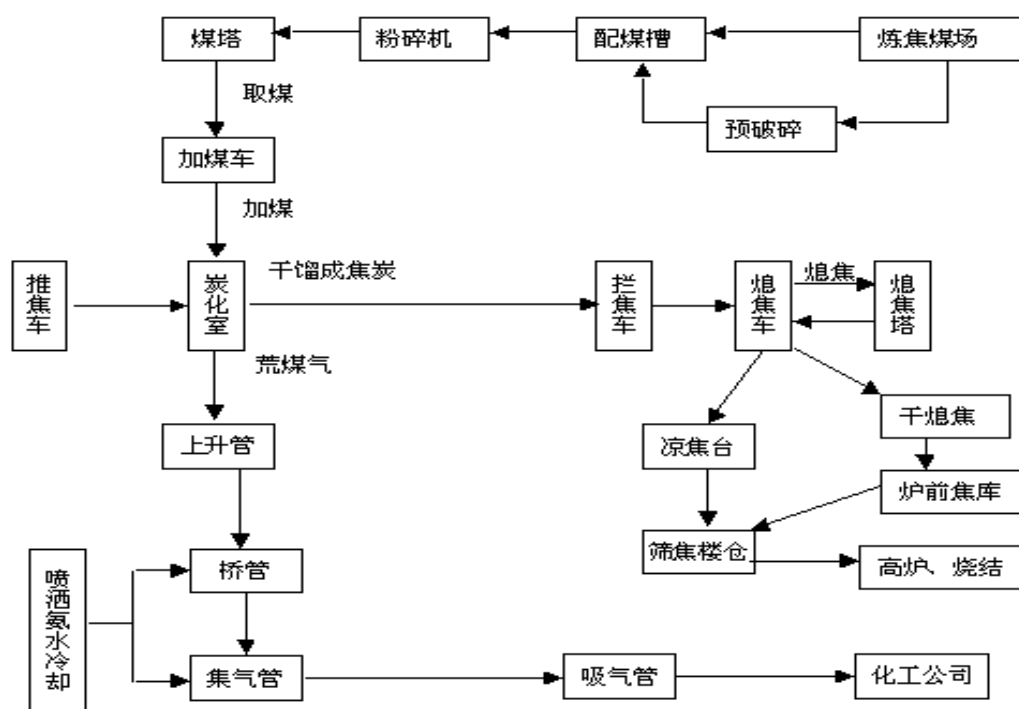 煤塔
粉碎机
配煤槽
炼焦煤场
取煤
预破碎
加煤车
加煤
推焦车
炭化室
干馏成焦炭
拦焦车
熄焦车
熄焦
熄焦塔
荒煤气
上升管
凉焦台
干熄焦
炉前焦库
筛焦楼仓
高炉、烧结
喷洒氨水冷却
桥管
集气管
吸气管
化工公司